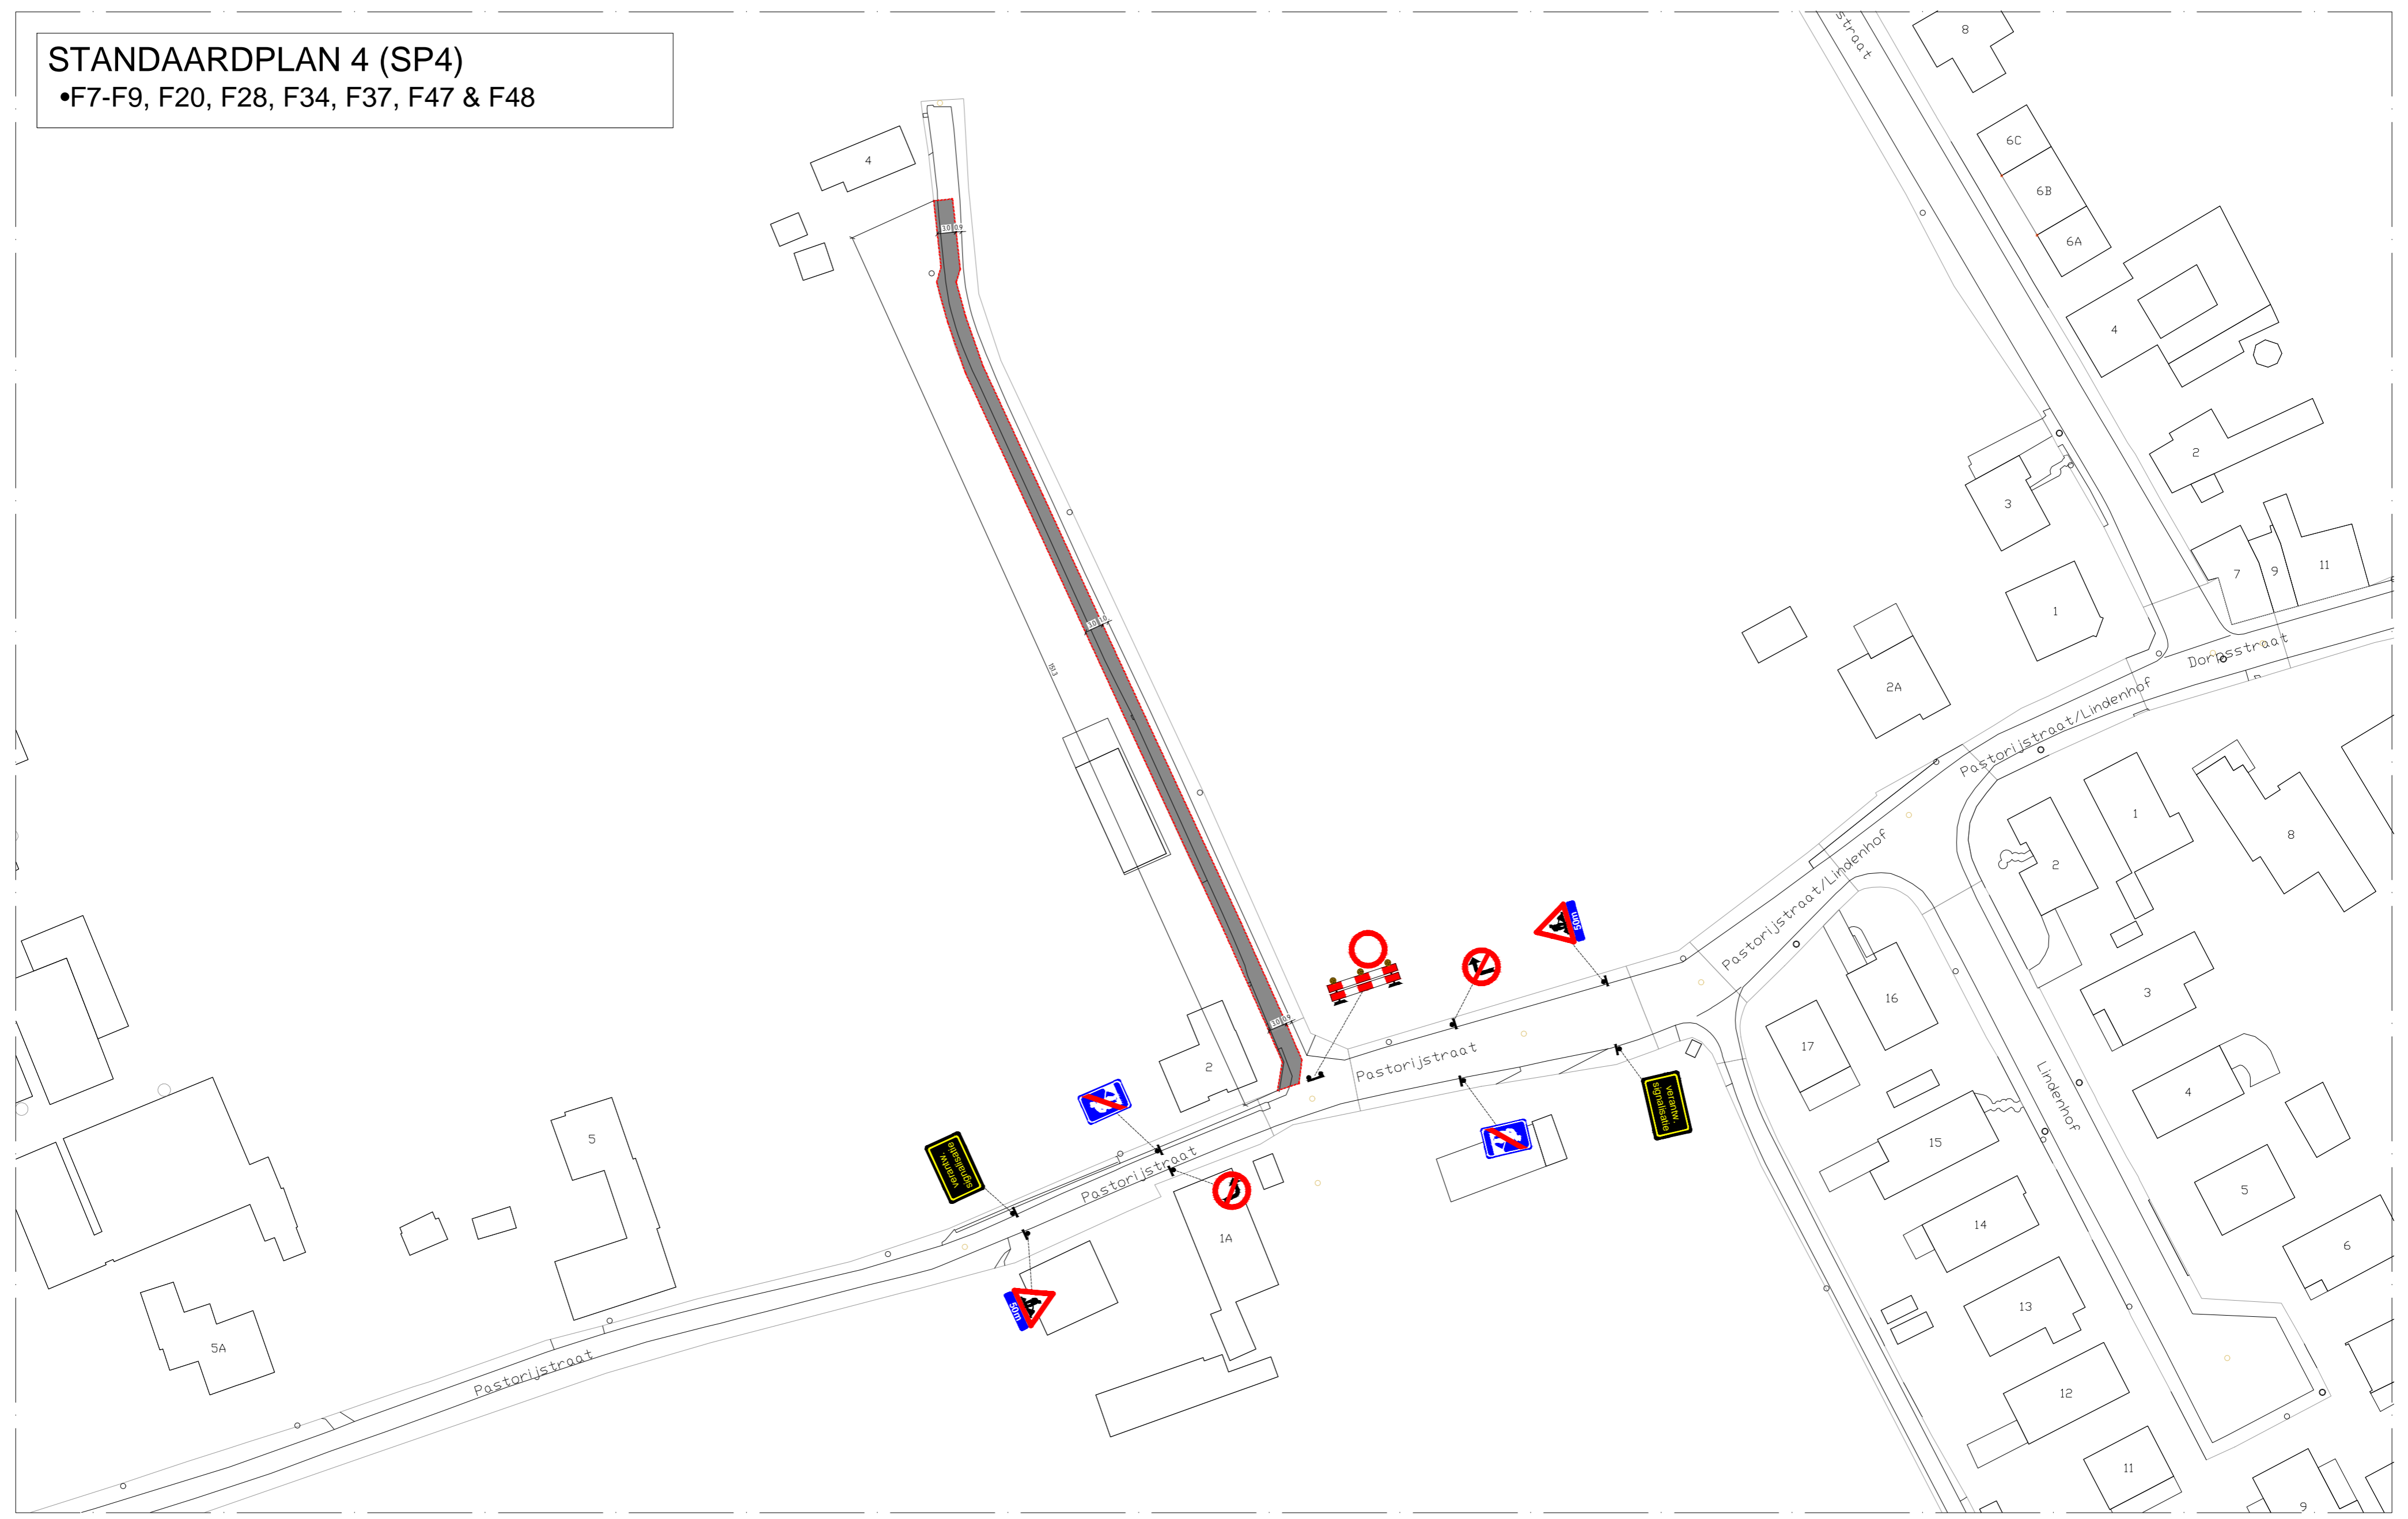 STANDAARDPLAN 4 (SP4)
•F7-F9, F20, F28, F34, F37, F47 & F48
straat
8
6C
6B
6A
4
4
2
3
7
9
11
1
Dorpsstraat
2A
Pastorijstraat/Lindenhof
1
8
2
Pastorijstraat/Lindenhof
3
16
17
50m
Pastorijstraat
verantw.
signalisatie
2
Lindenhof
4
15
5
5
verantw.
signalisatie
Pastorijstraat
1A
14
6
13
50m
5A
Pastorijstraat
12
11
9